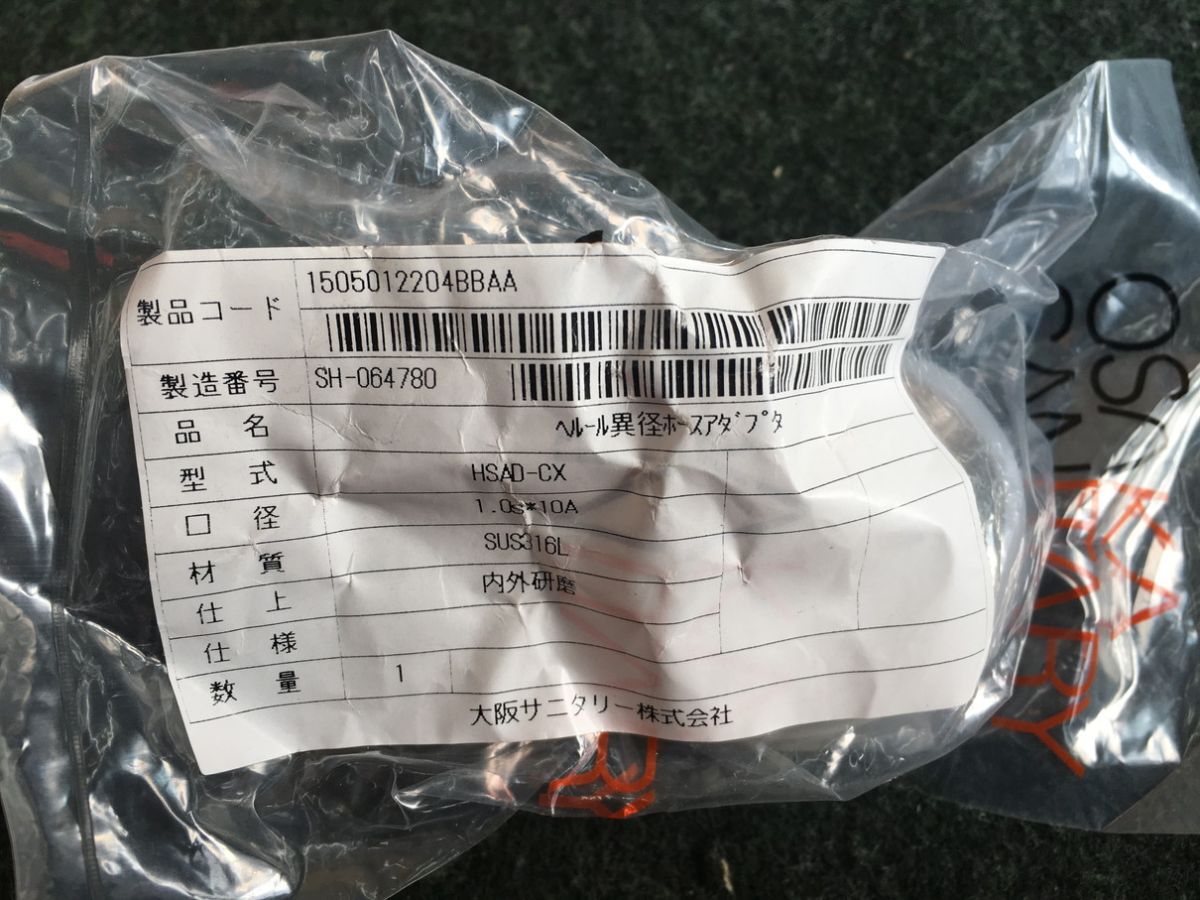 製品コード 1505012204BBAA
製造番号 SH-064780
品名 ﾍﾙｰﾙ異径ﾎｰｽアﾀﾞﾌﾟﾀ
型式 HSAD-CX
口径 1.0s*10A
材質 SUS316L
仕上 内外研磨
仕様
数量 1
大阪サニタリー株式会社
OSAKA
SANITARY